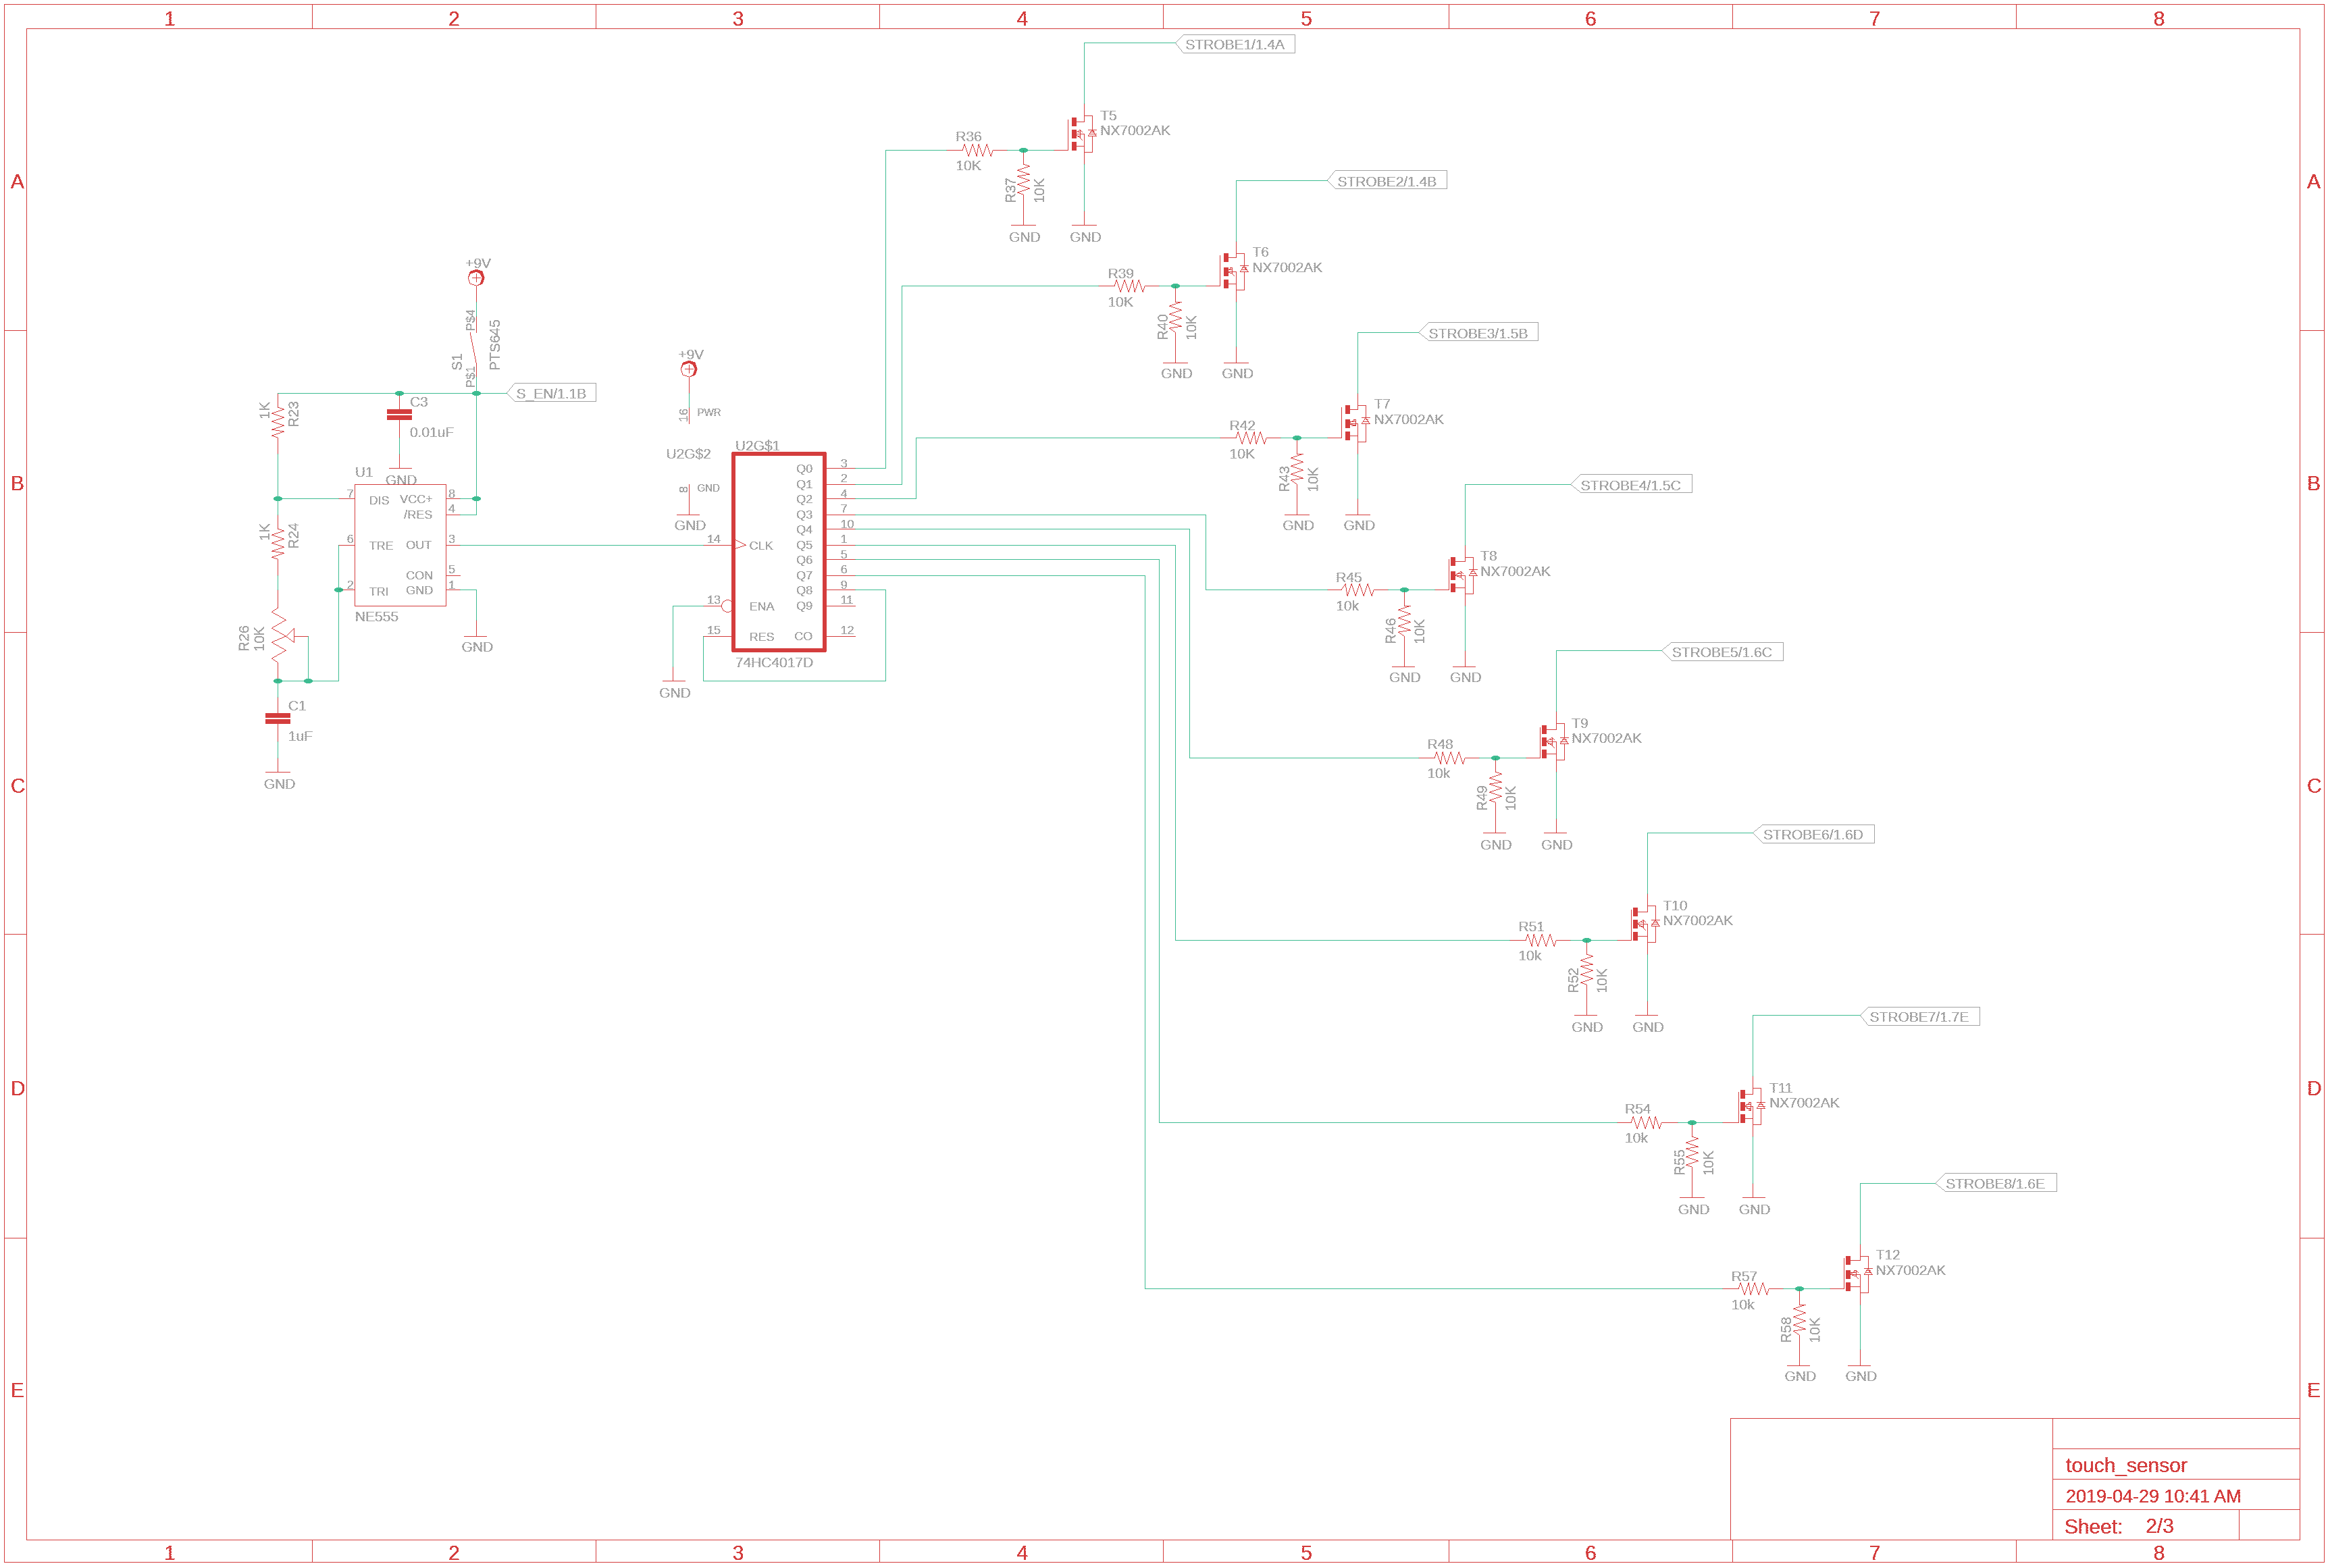 1 2 3 4 5 6 7 8
STROBE1/1.4A
T5
NX7002AK
R36
10K
R37
10K
GND GND
A A
STROBE2/1.4B
T6
NX7002AK
R39
10K
R40
10K
GND GND
+9V
P$4
S1
PTS645
P$1
S_EN/1.1B
STROBE3/1.5B
T7
NX7002AK
R42
10K
R43
10K
GND GND
+9V
16 PWR
U2G$2
8 GND
GND
1K
R23
C3
0.01uF
GND
U1
7 DIS VCC+ 8
/RES 4
6 TRE OUT 3
CON 5
2 TRI GND 1
NE555
GND
1K
R24
R26
10K
C1
1uF
GND
B B
U2G$1
Q0 3
Q1 2
Q2 4
Q3 7
Q4 10
14 CLK Q5 1
Q6 5
Q7 6
Q8 9
13 ENA Q9 11
15 RES CO 12
74HC4017D
GND
STROBE4/1.5C
T8
NX7002AK
R45
10k
R46
10K
GND GND
STROBE5/1.6C
T9
NX7002AK
R48
10k
R49
10K
GND GND
C C
STROBE6/1.6D
T10
NX7002AK
R51
10k
R52
10K
GND GND
STROBE7/1.7E
T11
NX7002AK
R54
10k
R55
10K
GND GND
D D
STROBE8/1.6E
T12
NX7002AK
R57
10k
R58
10K
GND GND
E E
touch_sensor
2019-04-29 10:41 AM
Sheet: 2/3
1 2 3 4 5 6 7 8